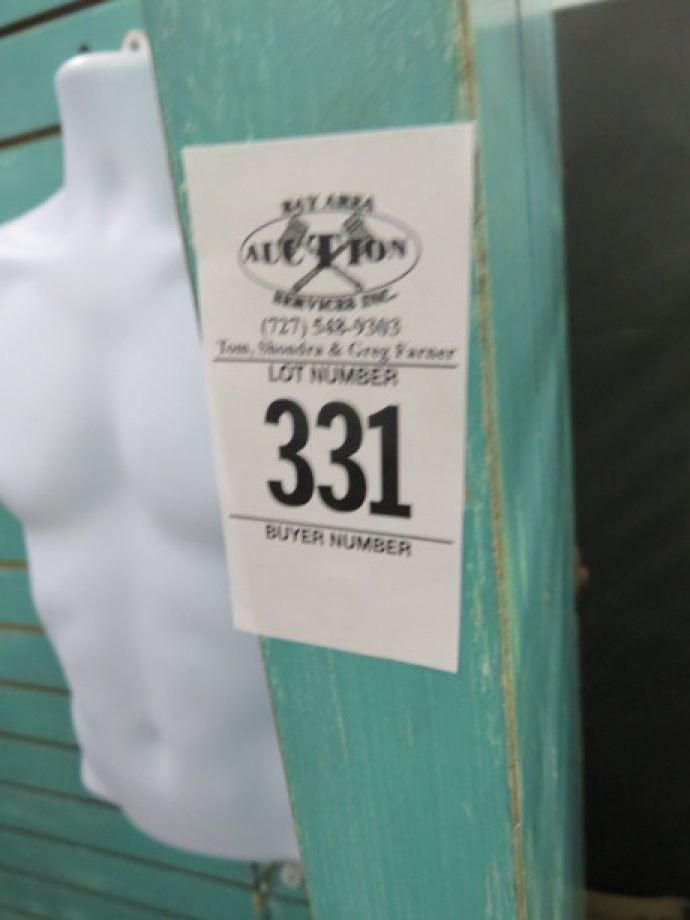 BAY AREA
AUCTION
SERVICES INC.
(727) 548-9303
Tom, Shondra & Greg Farner
LOT NUMBER
331
BUYER NUMBER